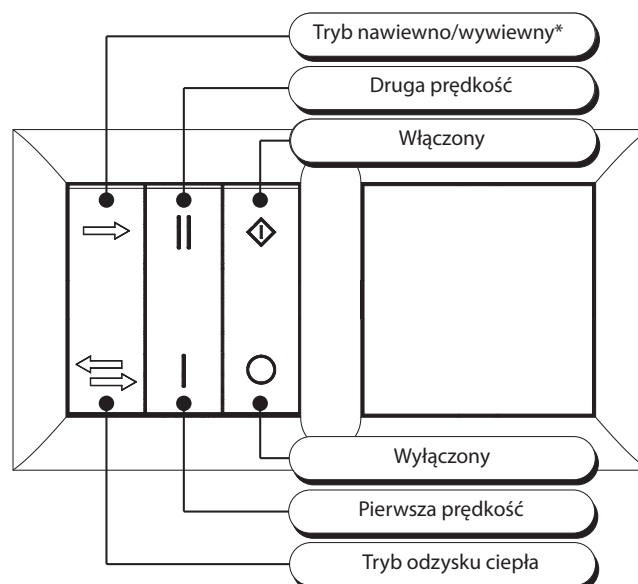 Tryb nawiewno/wywiewny*
Druga prędkość
Włączony
Wyłączony
Pierwsza prędkość
Tryb odzysku ciepła